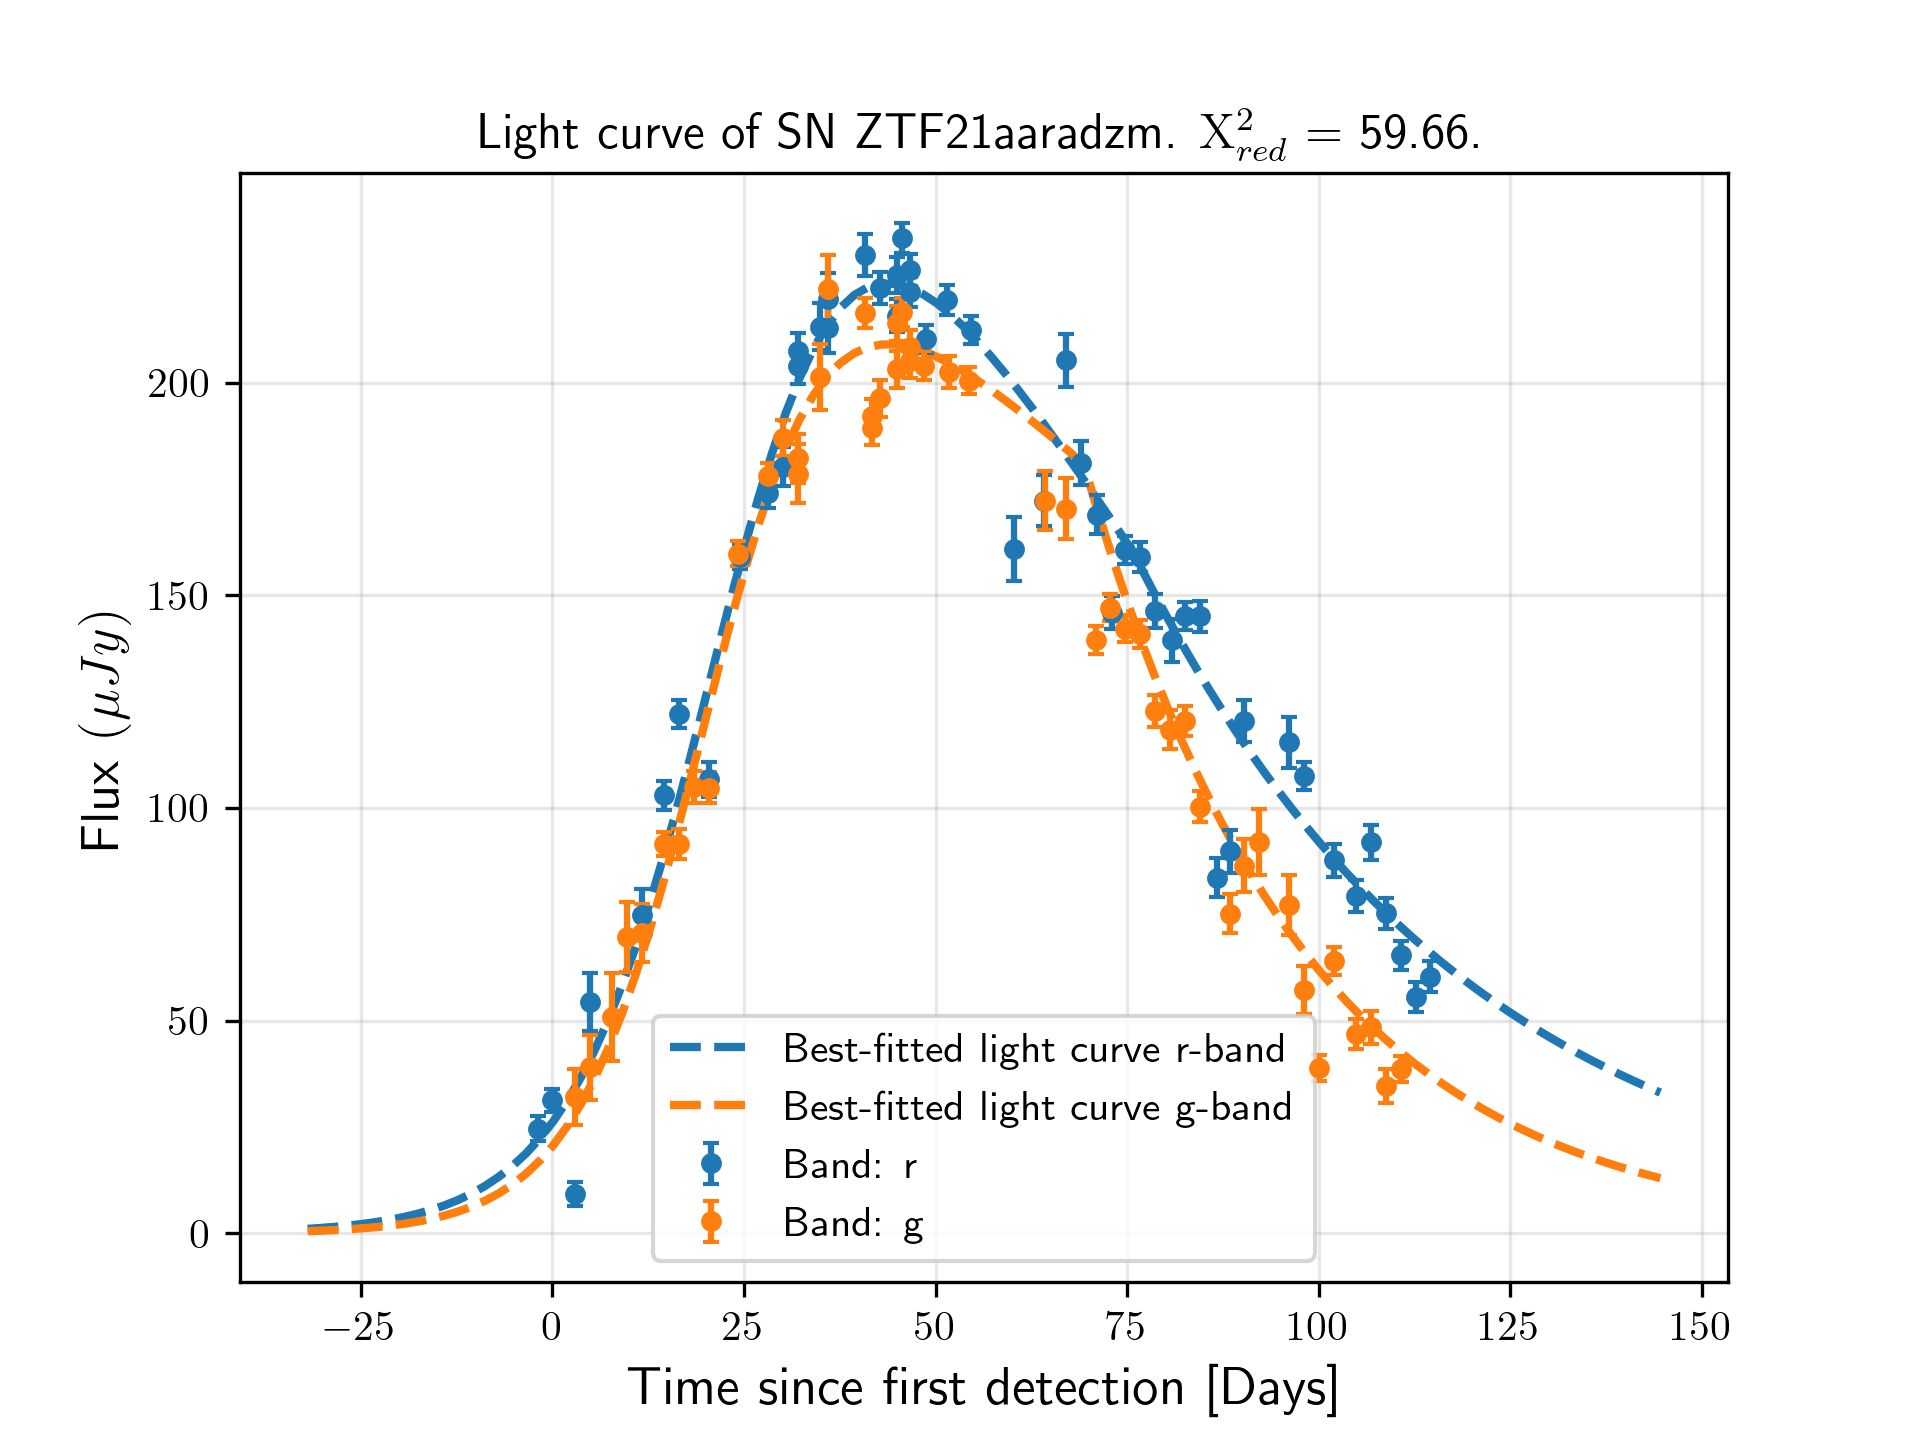 Light curve of SN ZTF21aaradzm. X²_red = 59.66.
Flux (μJy)
200
150
100
50
0
Best-fitted light curve r-band
Best-fitted light curve g-band
Band: r
Band: g
−25 0 25 50 75 100 125 150
Time since first detection [Days]